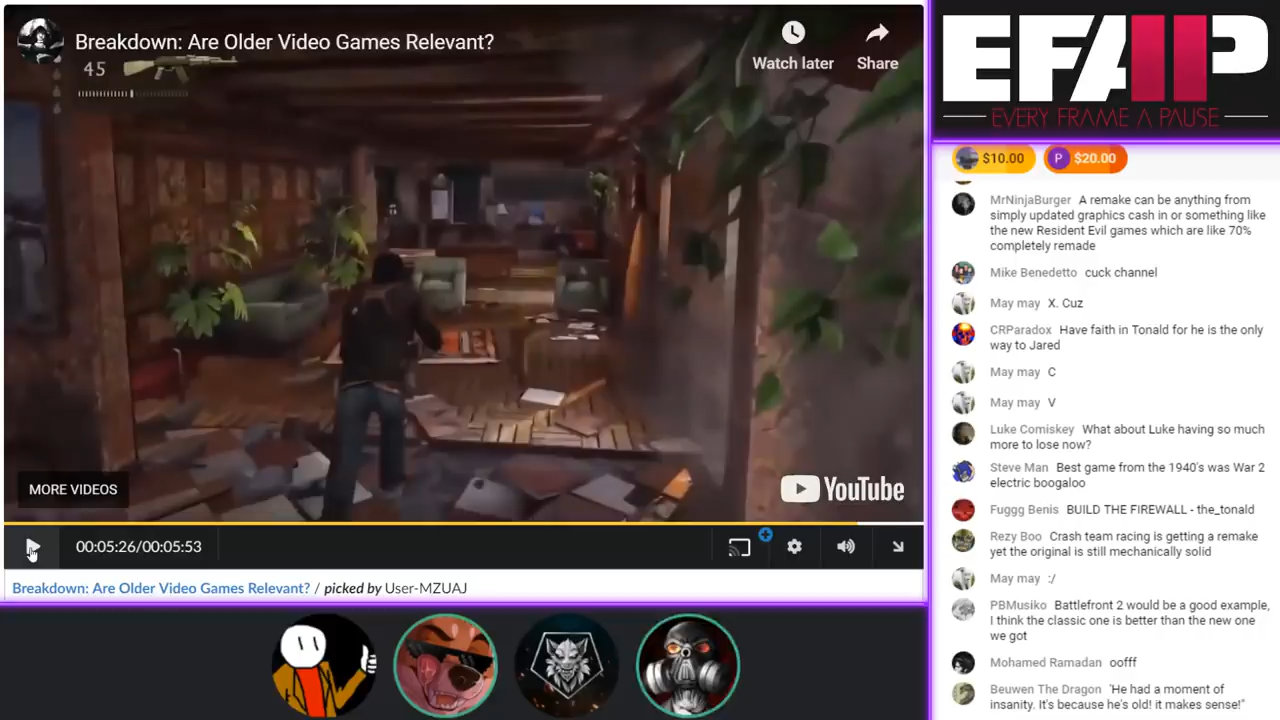 Breakdown: Are Older Video Games Relevant?
45
Watch later
Share
MORE VIDEOS
YouTube
00:05:26/00:05:53
Breakdown: Are Older Video Games Relevant? / picked by User-MZUAJ
EFAP
EVERY FRAME A PAUSE
$10.00
P $20.00
MrNinjaBurger A remake can be anything from
simply updated graphics cash in or something like
the new Resident Evil games which are like 70%
completely remade
Mike Benedetto cuck channel
May may X. Cuz
CRParadox Have faith in Tonald for he is the only
way to Jared
May may C
May may V
Luke Comiskey What about Luke having so much
more to lose now?
Steve Man Best game from the 1940's was War 2
electric boogaloo
Fuggg Benis BUILD THE FIREWALL - the_tonald
Rezy Boo Crash team racing is getting a remake
yet the original is still mechanically solid
May may :/
PBMusiko Battlefront 2 would be a good example,
I think the classic one is better than the new one
we got
Mohamed Ramadan oofff
Beuwen The Dragon "He had a moment of
insanity. It's because he's old! it makes sense!"